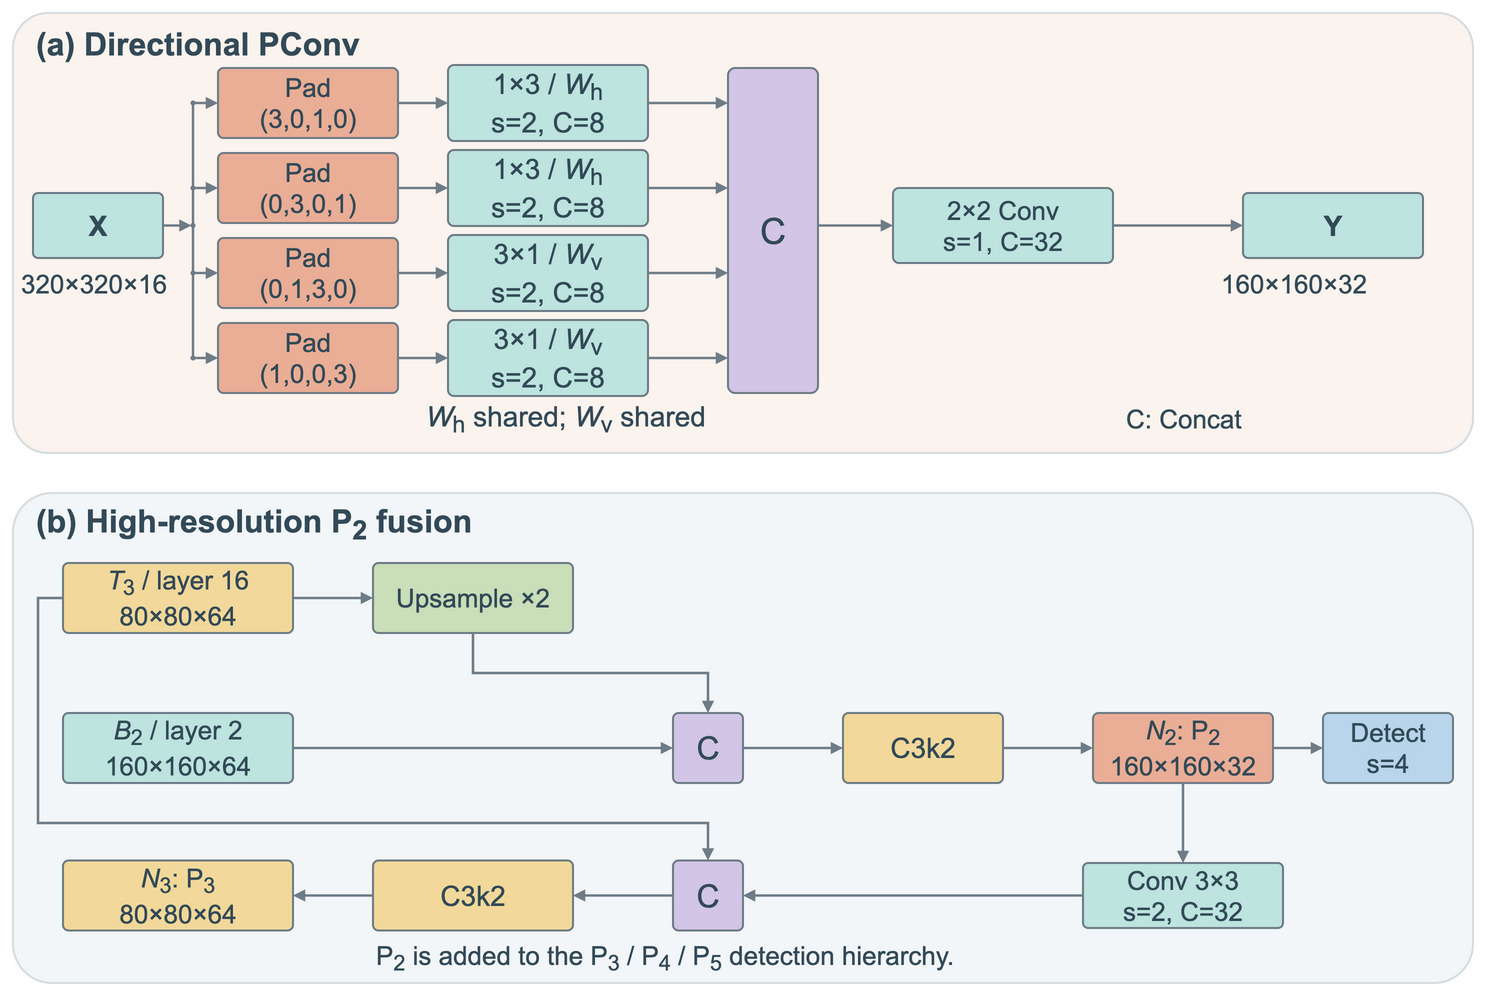 (a) Directional PConv
X
320×320×16
Pad
(3,0,1,0)
1×3 / Wh
s=2, C=8
Pad
(0,3,0,1)
1×3 / Wh
s=2, C=8
Pad
(0,1,3,0)
3×1 / Wv
s=2, C=8
Pad
(1,0,0,3)
3×1 / Wv
s=2, C=8
C
2×2 Conv
s=1, C=32
Y
160×160×32
Wh shared; Wv shared
C: Concat
(b) High-resolution P2 fusion
T3 / layer 16
80×80×64
Upsample ×2
B2 / layer 2
160×160×64
C
C3k2
N2: P2
160×160×32
Detect
s=4
N3: P3
80×80×64
C3k2
C
Conv 3×3
s=2, C=32
P2 is added to the P3 / P4 / P5 detection hierarchy.